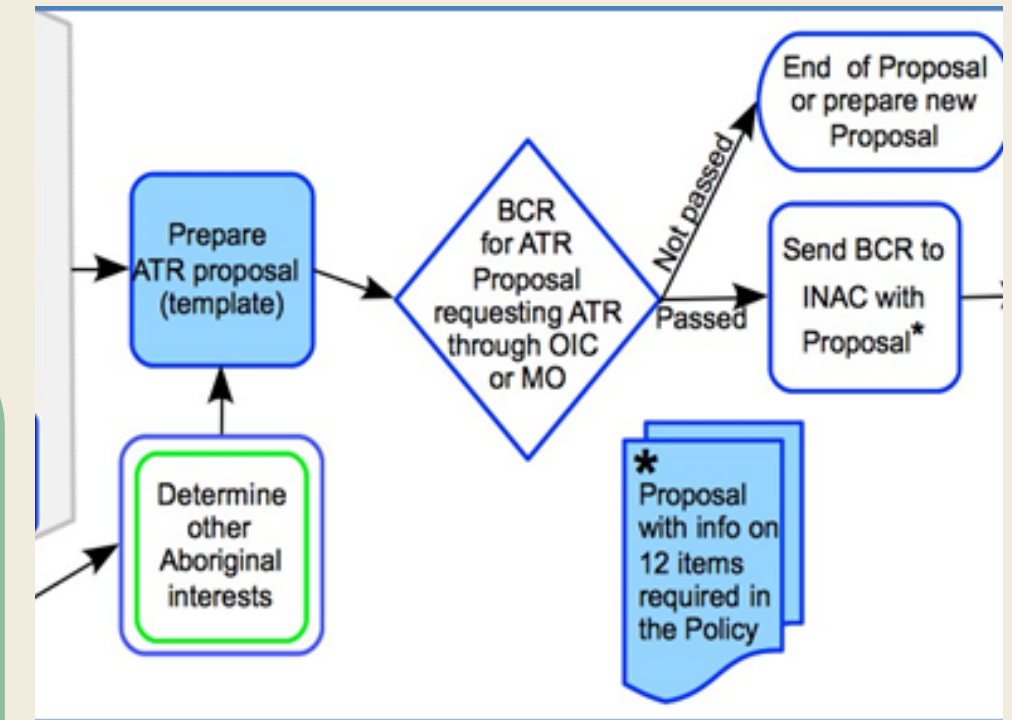 Prepare
ATR proposal
(template)
Determine
other
Aboriginal
interests
BCR
for ATR
Proposal
requesting ATR
through OIC
or MO
Not passed
Passed
End of Proposal
or prepare new
Proposal
Send BCR to
INAC with
Proposal*
*
Proposal
with info on
12 items
required in
the Policy